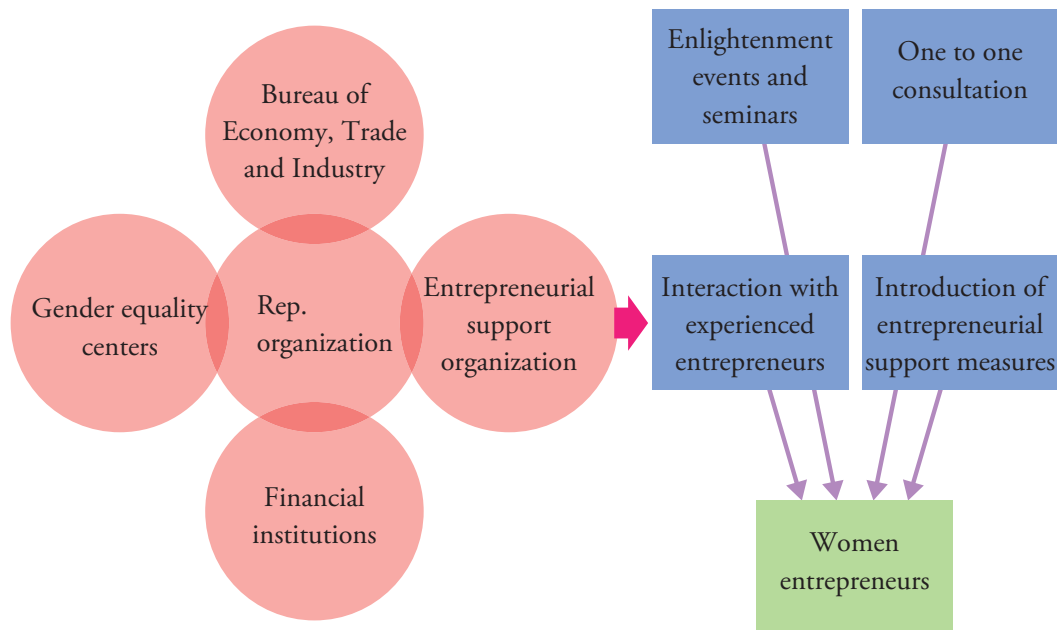 Bureau of
Economy, Trade
and Industry
Gender equality
centers
Rep.
organization
Entrepreneurial
support
organization
Financial
institutions
Enlightenment
events and
seminars
One to one
consultation
Interaction with
experienced
entrepreneurs
Introduction of
entrepreneurial
support measures
Women
entrepreneurs